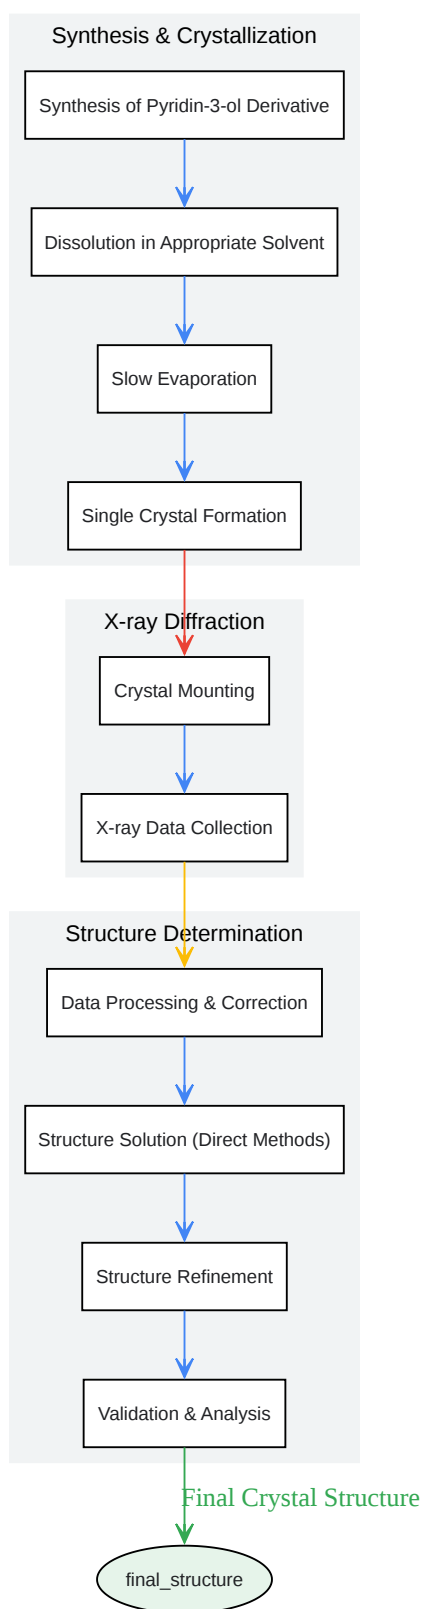 Synthesis & Crystallization
Synthesis of Pyridin-3-ol Derivative
Dissolution in Appropriate Solvent
Slow Evaporation
Single Crystal Formation
X-ray Diffraction
Crystal Mounting
X-ray Data Collection
Structure Determination
Data Processing & Correction
Structure Solution (Direct Methods)
Structure Refinement
Validation & Analysis
Final Crystal Structure
final_structure